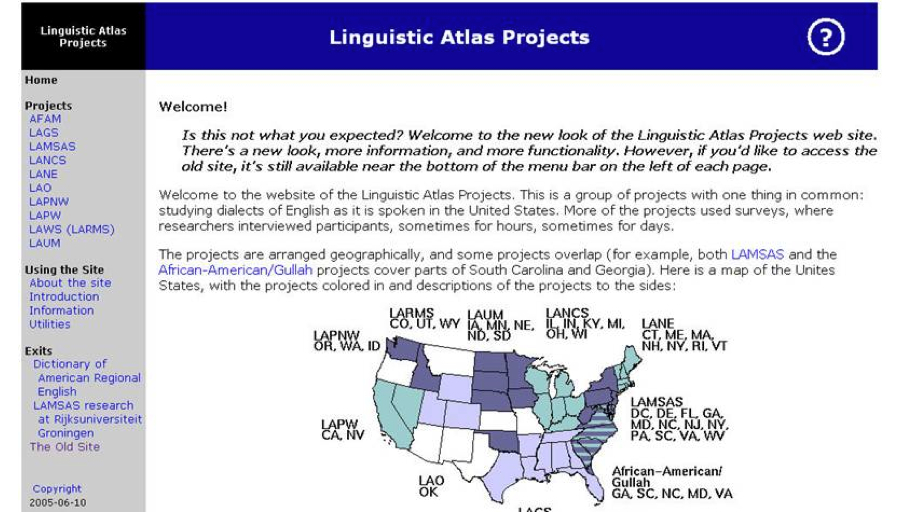 Linguistic Atlas
Projects
Linguistic Atlas Projects
?
Home
Projects
AFAM
LAGS
LAMSAS
LANCS
LANE
LAO
LAPNW
LAPW
LAWS (LARMS)
LAUM
Using the Site
About the site
Introduction
Information
Utilities
Exits
Dictionary of
American Regional
English
LAMSAS research
at Rijksuniversiteit
Groningen
The Old Site
Copyright
2005-06-10
Welcome!
Is this not what you expected? Welcome to the new look of the Linguistic Atlas Projects web site.
There's a new look, more information, and more functionality. However, if you'd like to access the
old site, it's still available near the bottom of the menu bar on the left of each page.
Welcome to the website of the Linguistic Atlas Projects. This is a group of projects with one thing in common:
studying dialects of English as it is spoken in the United States. More of the projects used surveys, where
researchers interviewed participants, sometimes for hours, sometimes for days.
The projects are arranged geographically, and some projects overlap (for example, both LAMSAS and the
African-American/Gullah projects cover parts of South Carolina and Georgia). Here is a map of the Unites
States, with the projects colored in and descriptions of the projects to the sides:
LAPNW
OR, WA, ID
LARMS
CO, UT, WY
LAUM
IA, MN, NE,
ND, SD
LANCS
IL, IN, KY, MI,
OH, WI
LANE
CT, ME, MA,
NH, NY, RI, VT
LAPW
CA, NV
LAMSAS
DC, DE, FL, GA,
MD, NC, NJ, NY,
PA, SC, VA, WV
LAO
OK
African-American/
Gullah
GA, SC, NC, MD, VA
LAGS